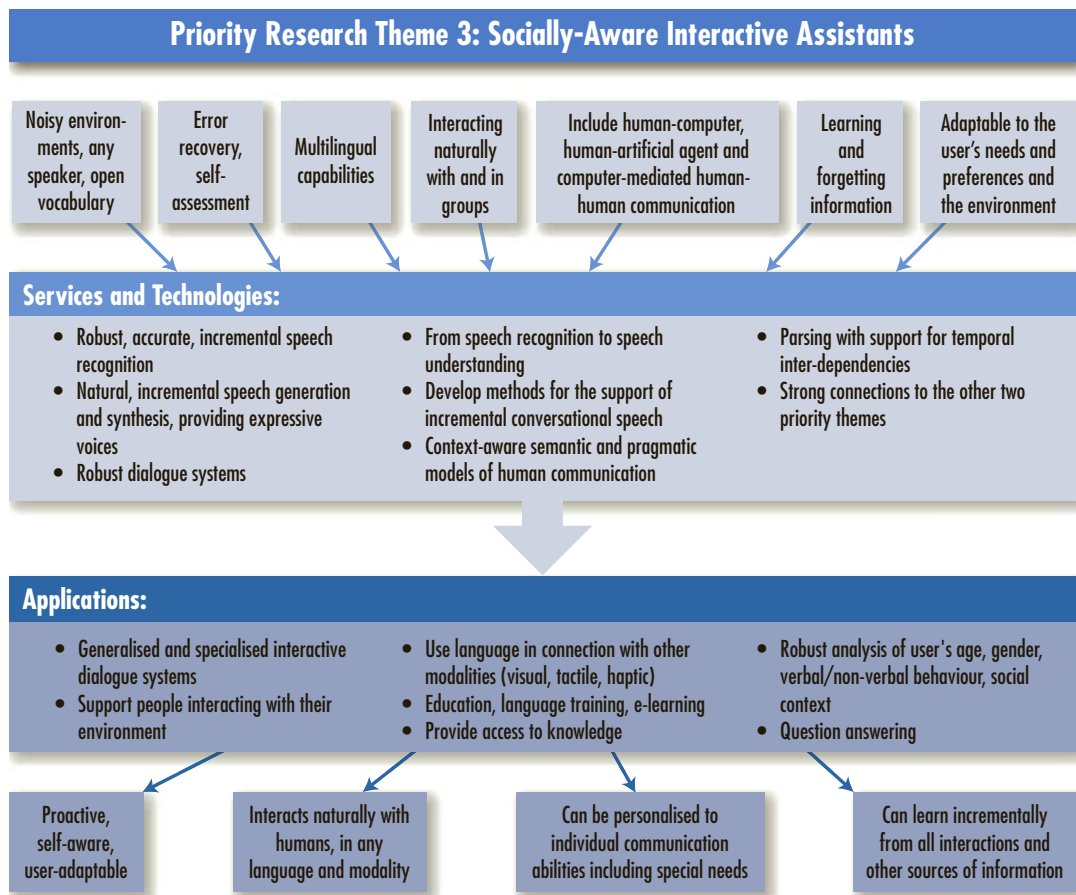 Priority Research Theme 3: Socially-Aware Interactive Assistants
Noisy environ-
ments, any
speaker, open
vocabulary
Error
recovery,
self-
assessment
Multilingual
capabilities
Interacting
naturally
with and in
groups
Include human-computer,
human-artificial agent and
computer-mediated human-
human communication
Learning
and
forgetting
information
Adaptable to the
user's needs and
preferences and
the environment
Services and Technologies:
• Robust, accurate, incremental speech
recognition
• Natural, incremental speech generation
and synthesis, providing expressive
voices
• Robust dialogue systems
• From speech recognition to speech
understanding
• Develop methods for the support of
incremental conversational speech
• Context-aware semantic and pragmatic
models of human communication
• Parsing with support for temporal
inter-dependencies
• Strong connections to the other two
priority themes
Applications:
• Generalised and specialised interactive
dialogue systems
• Support people interacting with their
environment
• Use language in connection with other
modalities (visual, tactile, haptic)
• Education, language training, e-learning
• Provide access to knowledge
• Robust analysis of user's age, gender,
verbal/non-verbal behaviour, social
context
• Question answering
Proactive,
self-aware,
user-adaptable
Interacts naturally with
humans, in any
language and modality
Can be personalised to
individual communication
abilities including special needs
Can learn incrementally
from all interactions and
other sources of information